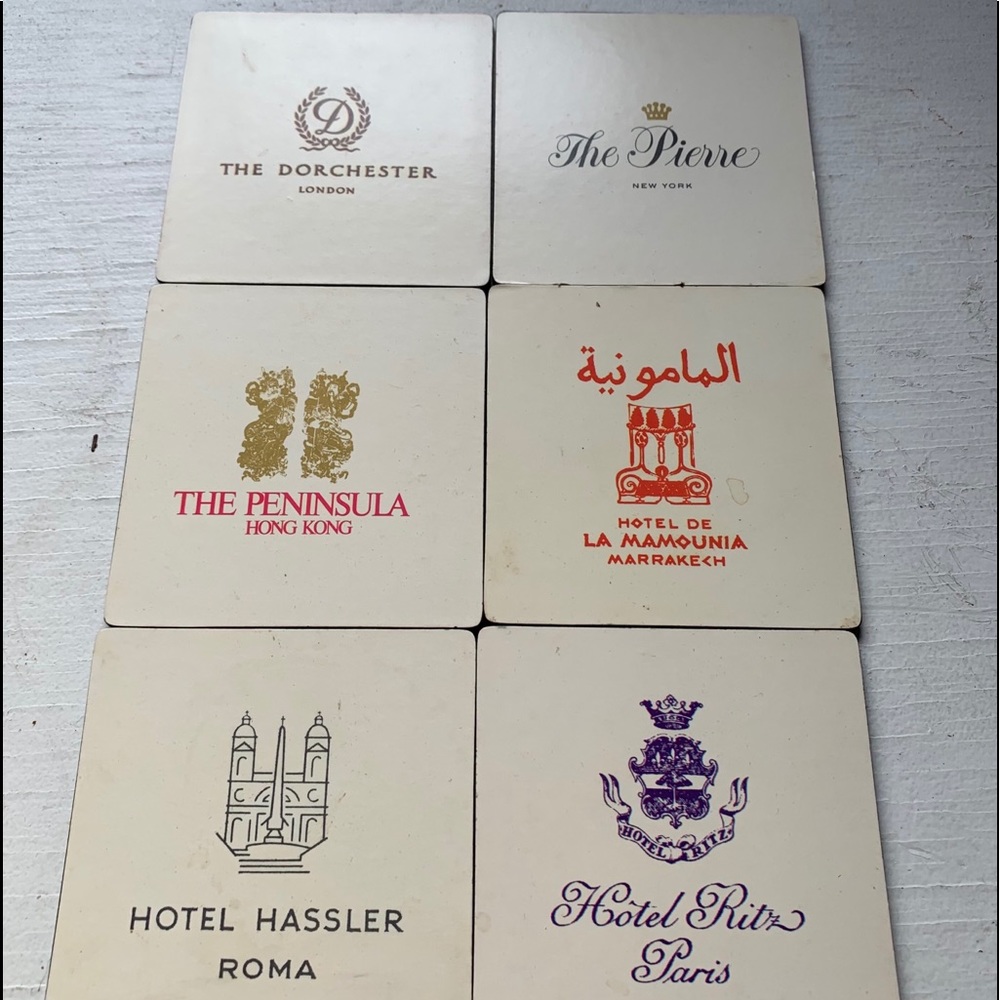 D
THE DORCHESTER
LONDON
The Pierre
NEW YORK
THE PENINSULA
HONG KONG
المامونية
HOTEL DE
LA MAMOUNIA
MARRAKECH
HOTEL HASSLER
ROMA
HOTEL RITZ
Hôtel Ritz
Paris